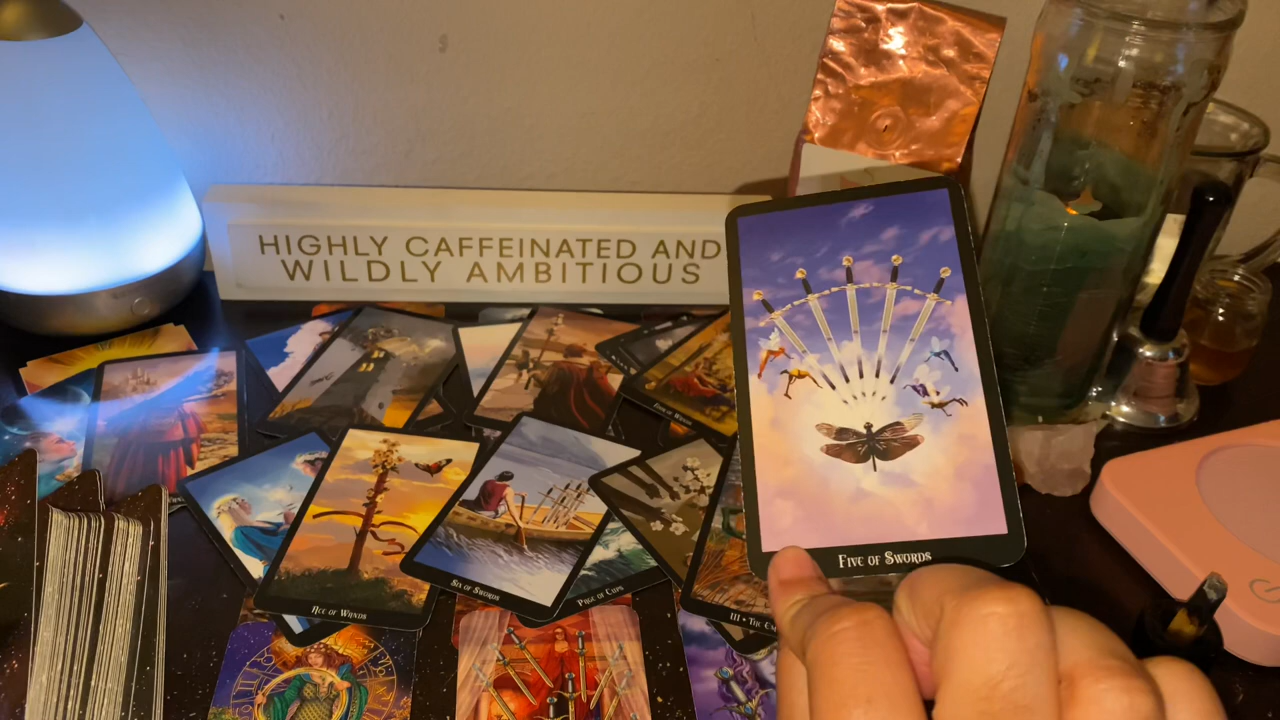 HIGHLY CAFFEINATED AND
WILDLY AMBITIOUS
FIVE OF SWORDS
ACE OF WANDS
SIX OF SWORDS
PAGE OF CUPS
III • THE